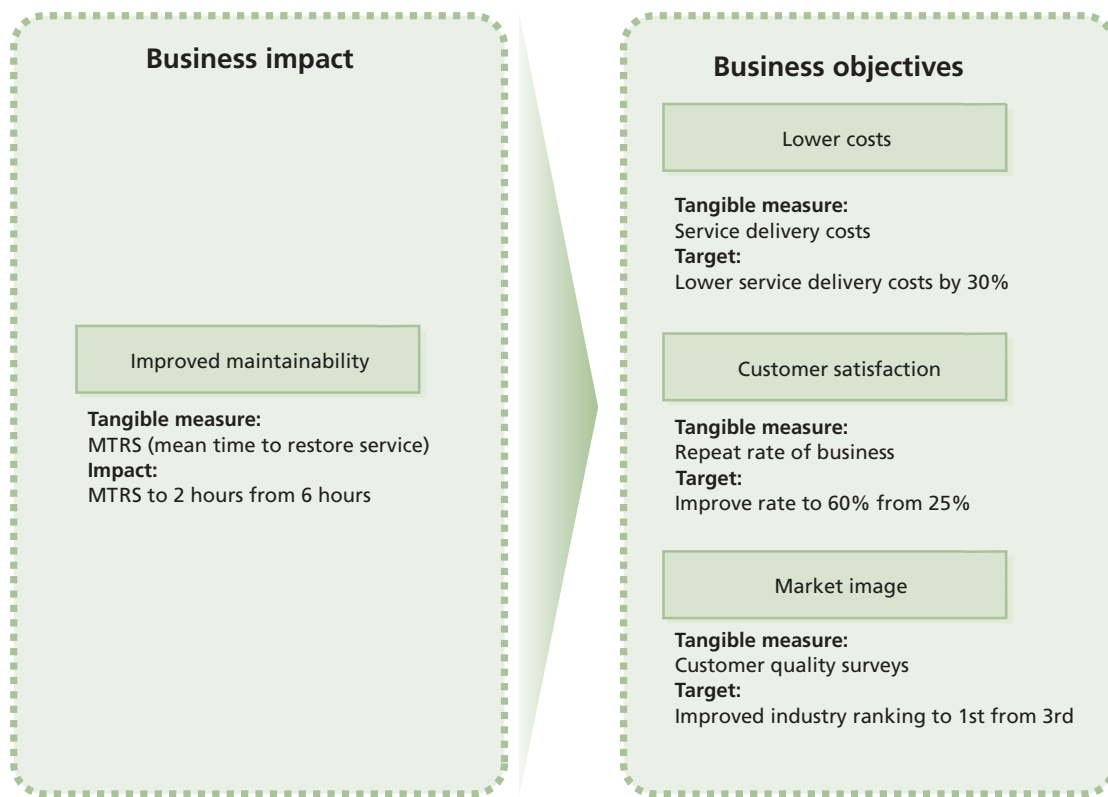 Business impact
Improved maintainability
Tangible measure:
MTRS (mean time to restore service)
Impact:
MTRS to 2 hours from 6 hours
Business objectives
Lower costs
Tangible measure:
Service delivery costs
Target:
Lower service delivery costs by 30%
Customer satisfaction
Tangible measure:
Repeat rate of business
Target:
Improve rate to 60% from 25%
Market image
Tangible measure:
Customer quality surveys
Target:
Improved industry ranking to 1st from 3rd